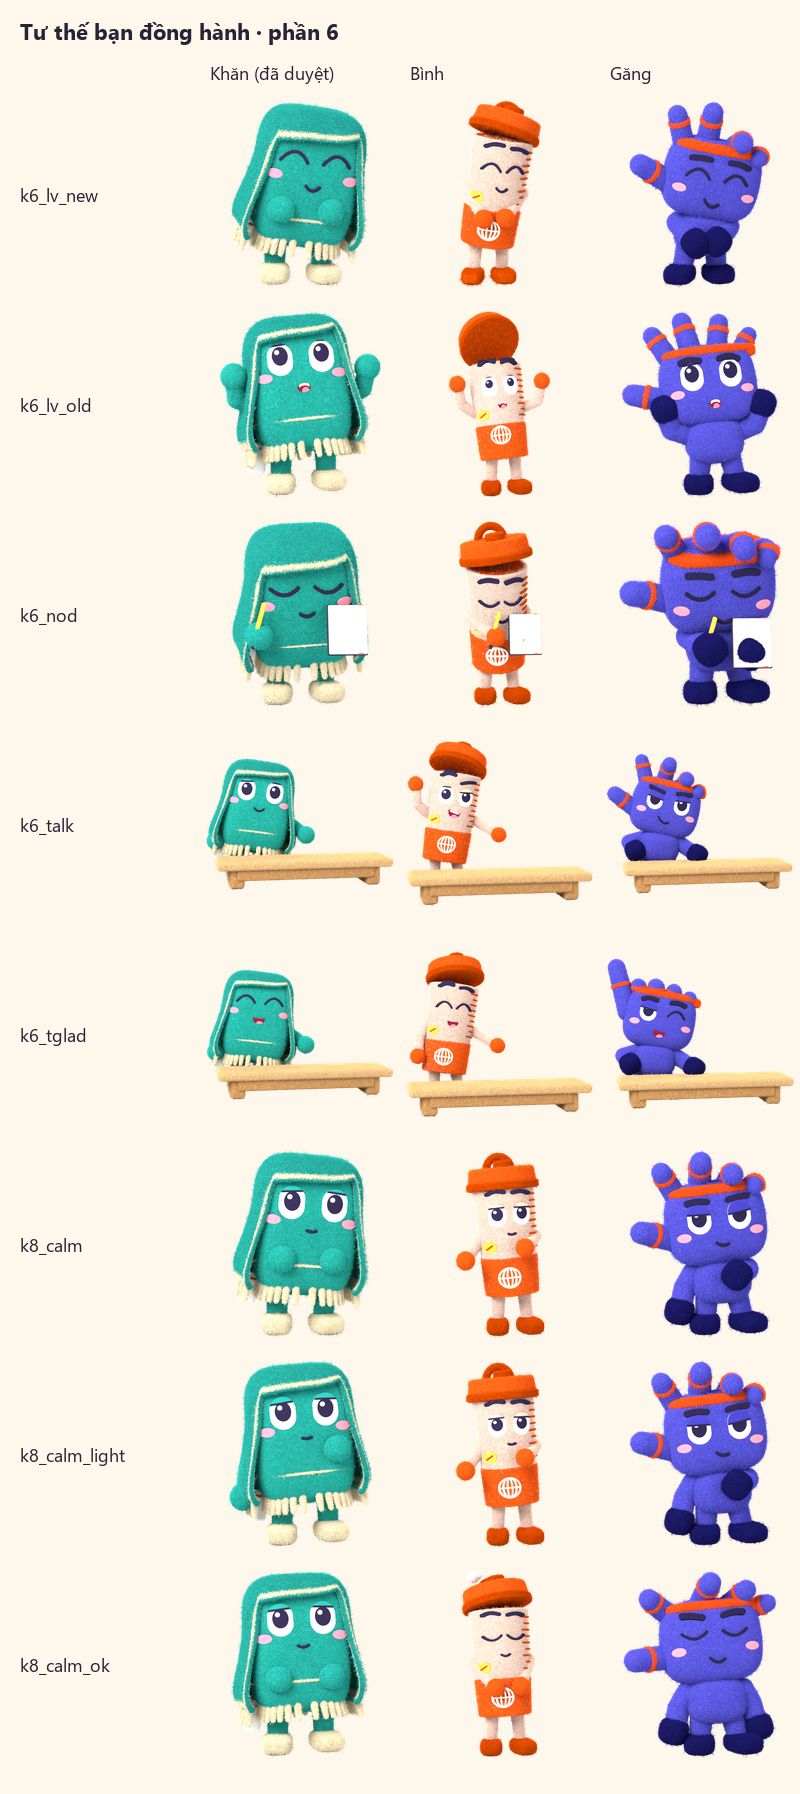 Tư thế bạn đồng hành · phần 6
Khăn (đã duyệt) Bình Găng
k6_lv_new
k6_lv_old
k6_nod
k6_talk
k6_tglad
k8_calm
k8_calm_light
k8_calm_ok